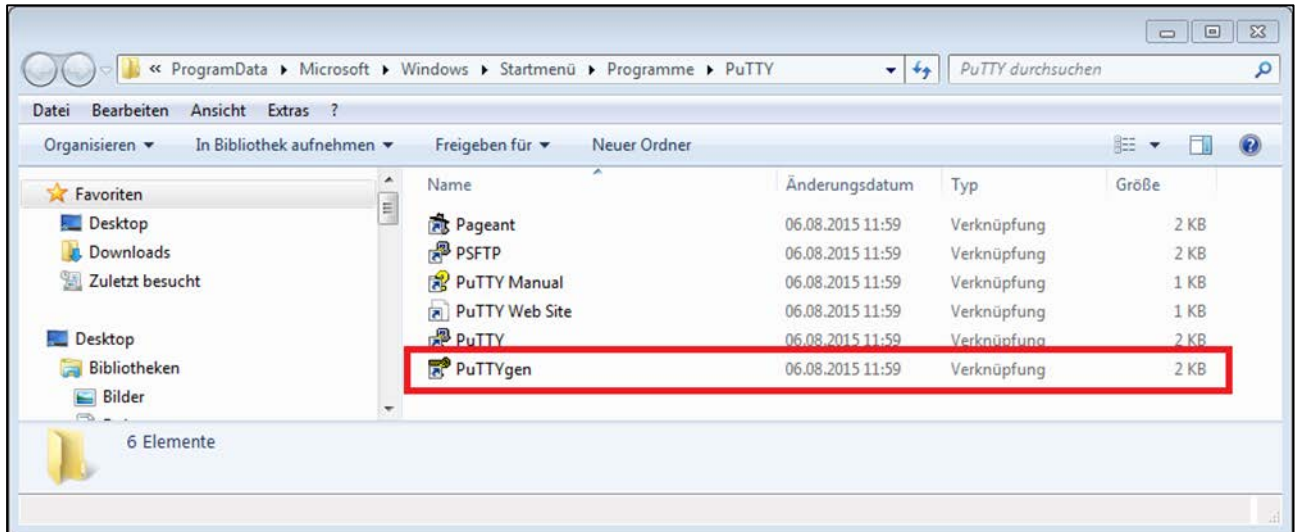 « ProgramData ▸ Microsoft ▸ Windows ▸ Startmenü ▸ Programme ▸ PuTTY PuTTY durchsuchen
Datei Bearbeiten Ansicht Extras ?
Organisieren In Bibliothek aufnehmen Freigeben für Neuer Ordner
Name Änderungsdatum Typ Größe
Favoriten
Desktop
Downloads
Zuletzt besucht
Desktop
Bibliotheken
Bilder
Pageant 06.08.2015 11:59 Verknüpfung 2 KB
PSFTP 06.08.2015 11:59 Verknüpfung 2 KB
PuTTY Manual 06.08.2015 11:59 Verknüpfung 1 KB
PuTTY Web Site 06.08.2015 11:59 Verknüpfung 1 KB
PuTTY 06.08.2015 11:59 Verknüpfung 2 KB
PuTTYgen 06.08.2015 11:59 Verknüpfung 2 KB
6 Elemente